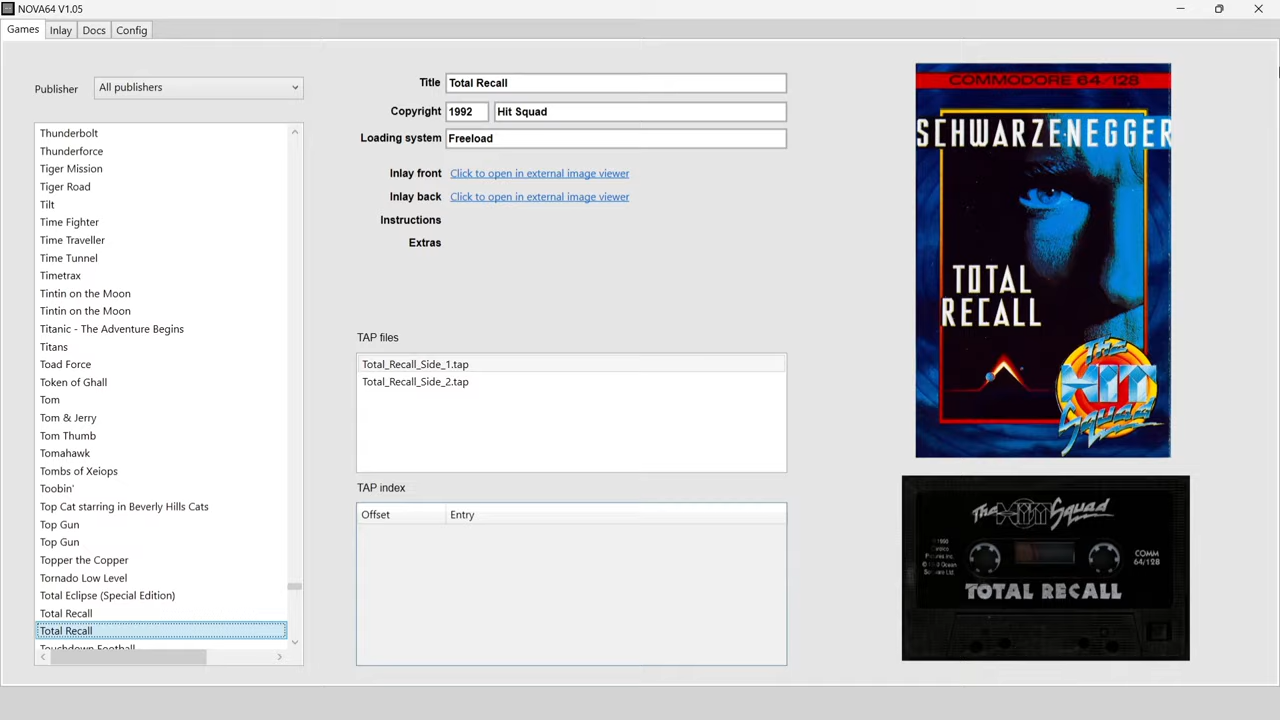 NOVA64 V1.05
Games
Inlay
Docs
Config
Publisher
All publishers
Thunderbolt
Thunderforce
Tiger Mission
Tiger Road
Tilt
Time Fighter
Time Traveller
Time Tunnel
Timetrax
Tintin on the Moon
Tintin on the Moon
Titanic - The Adventure Begins
Titans
Toad Force
Token of Ghall
Tom
Tom & Jerry
Tom Thumb
Tomahawk
Tombs of Xeiops
Toobin'
Top Cat starring in Beverly Hills Cats
Top Gun
Top Gun
Topper the Copper
Tornado Low Level
Total Eclipse (Special Edition)
Total Recall
Total Recall
Touchdown Football
Title
Total Recall
Copyright
1992
Hit Squad
Loading system
Freeload
Inlay front
Click to open in external image viewer
Inlay back
Click to open in external image viewer
Instructions
Extras
TAP files
Total_Recall_Side_1.tap
Total_Recall_Side_2.tap
TAP index
Offset
Entry
COMMODORE 64/128
SCHWARZENEGGER
TOTAL
RECALL
The
HIT
Squad
The HIT Squad
COMM
64/128
TOTAL RECALL